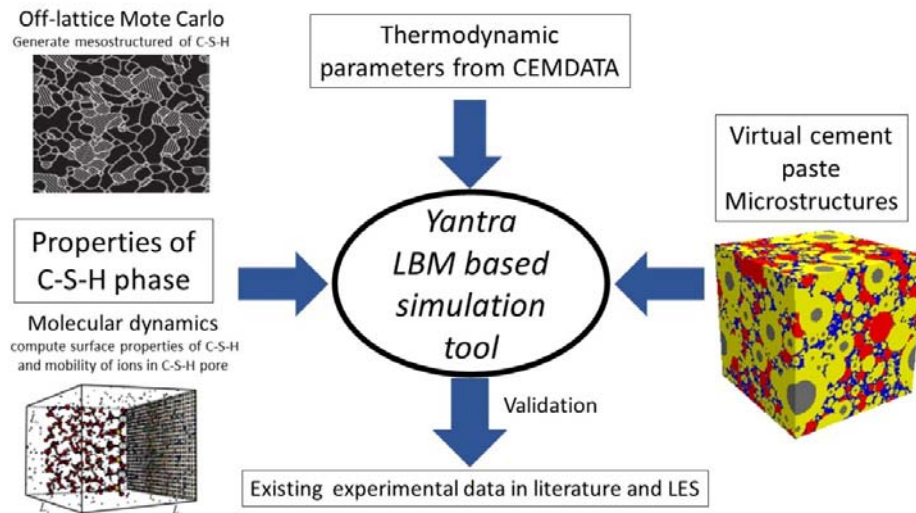 Off-lattice Mote Carlo
Generate mesostructured of C-S-H
Thermodynamic
parameters from CEMDATA
Virtual cement
paste
Microstructures
Properties of
C-S-H phase
Yantra
LBM based
simulation
tool
Molecular dynamics
compute surface properties of C-S-H
and mobility of ions in C-S-H pore
Validation
Existing experimental data in literature and LES